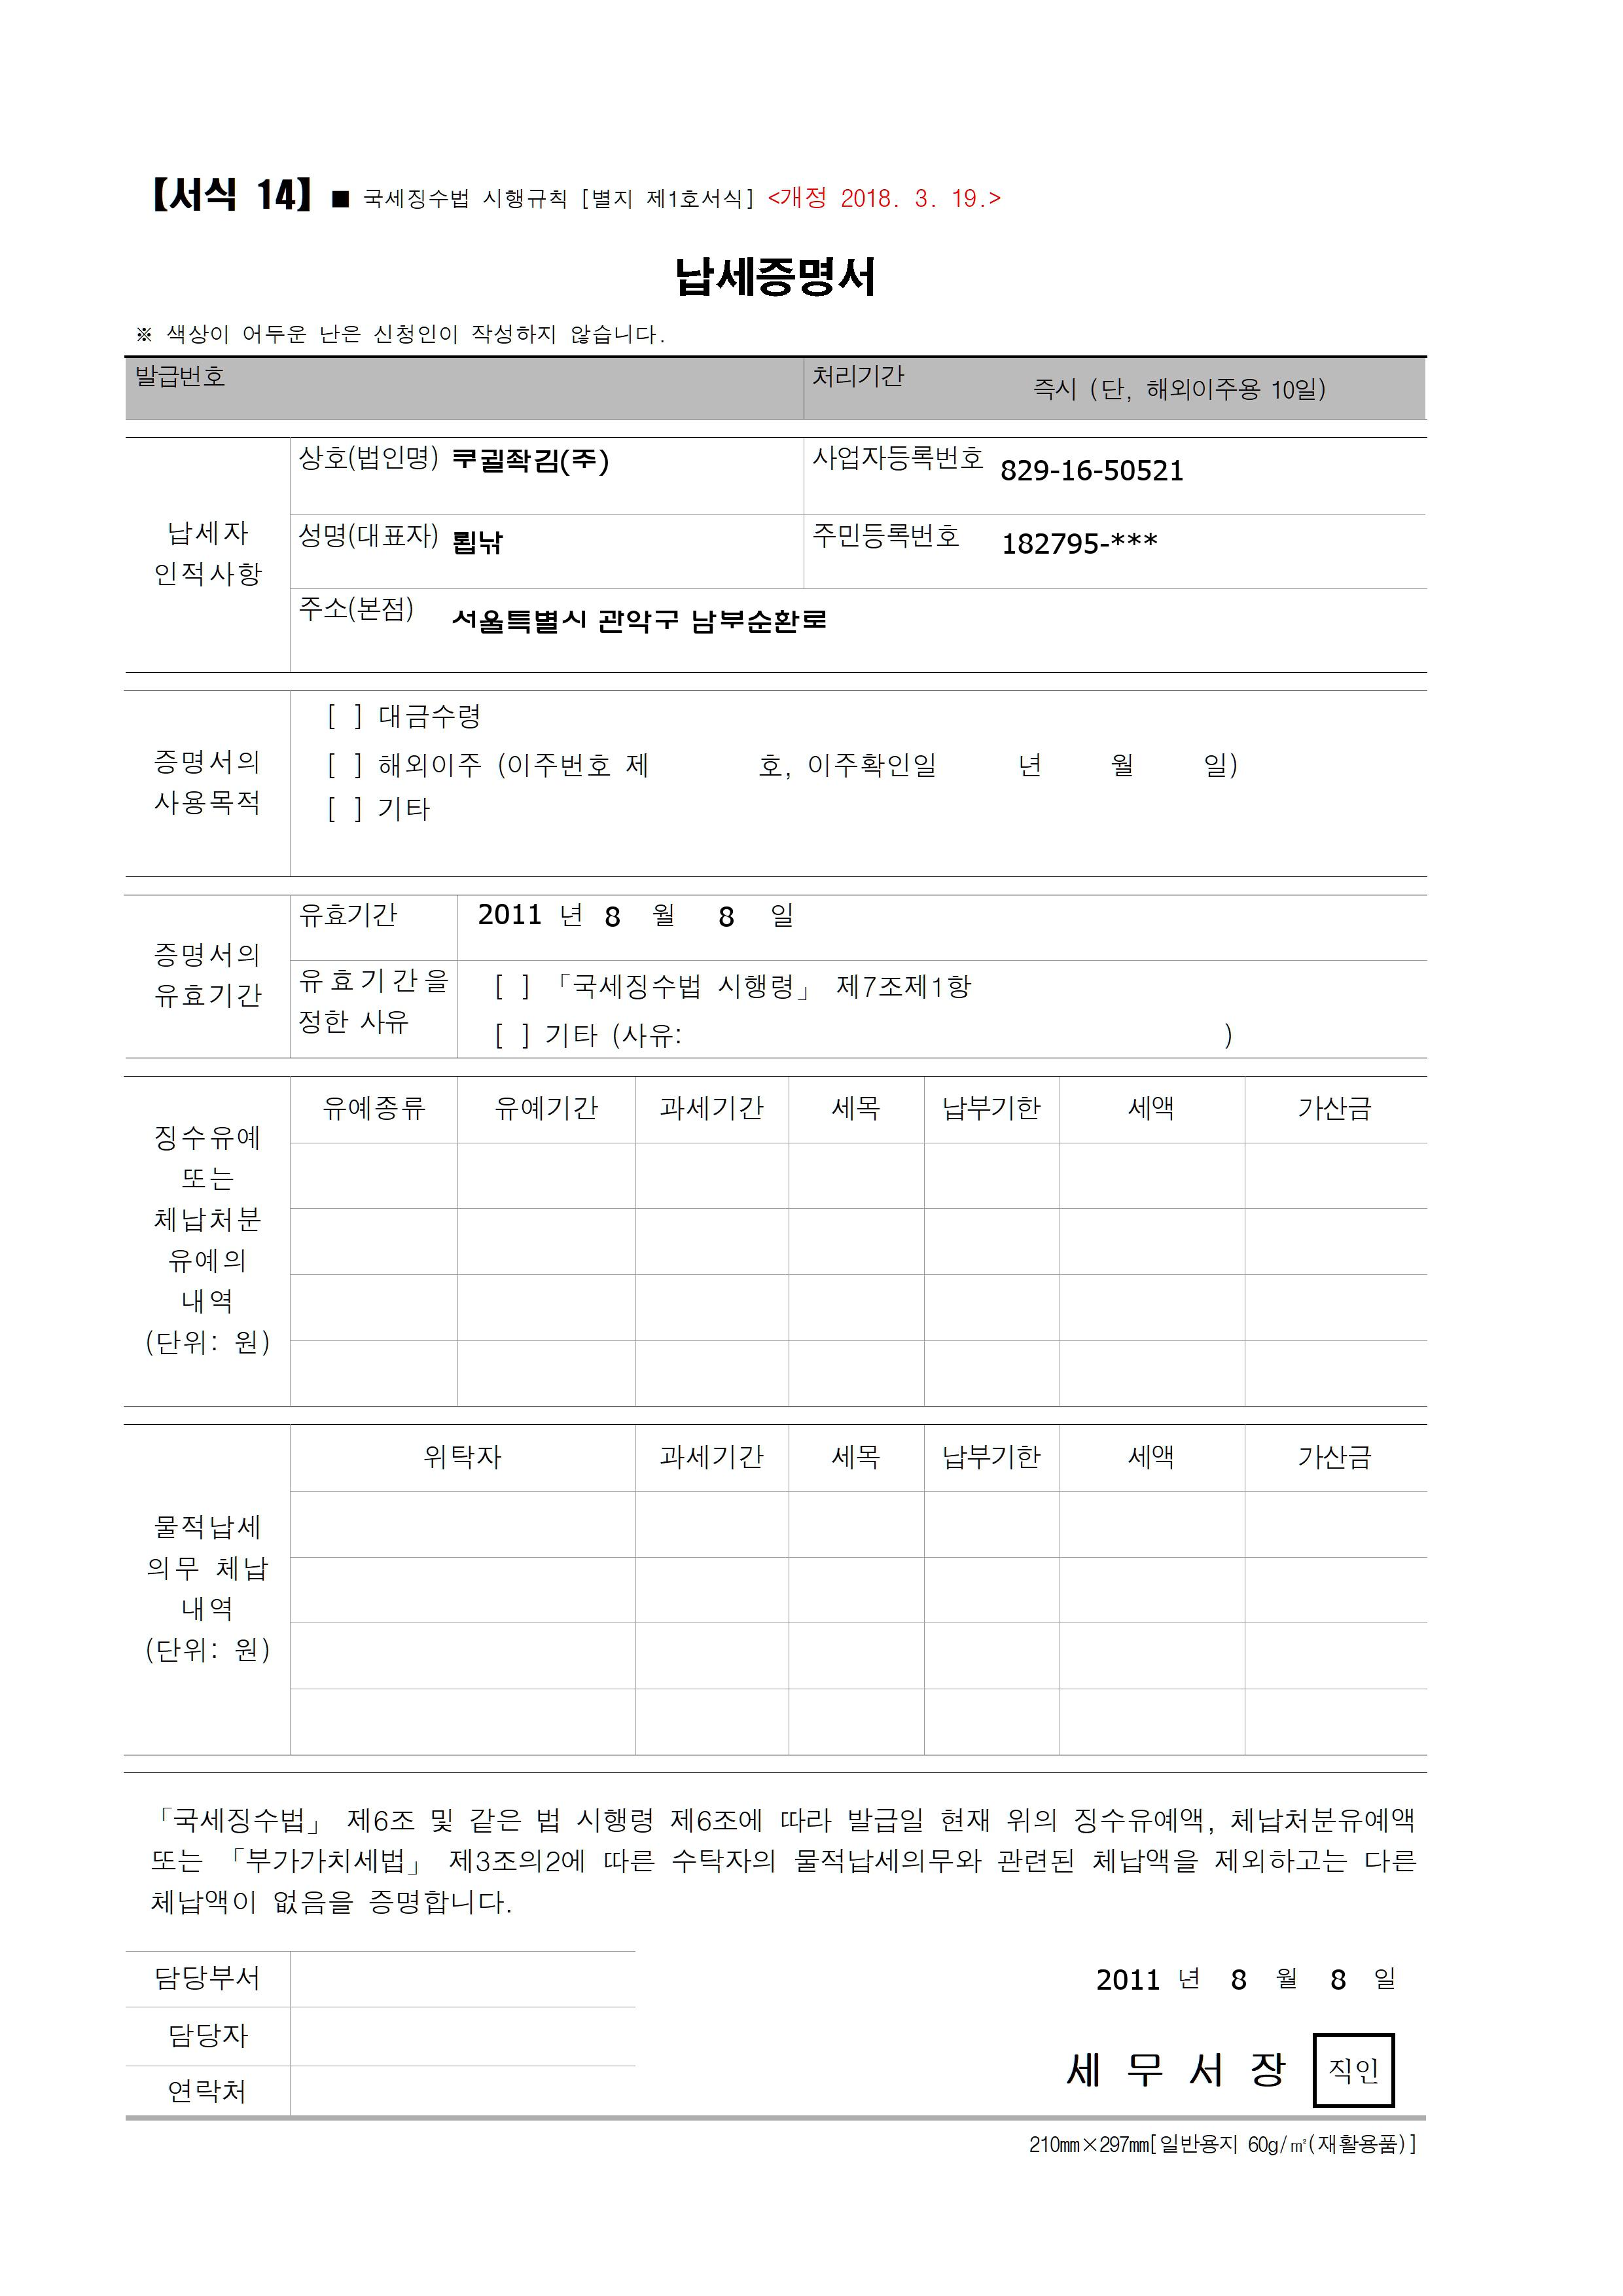 【서식 14】 ■ 국세징수법 시행규칙 [별지 제1호서식] <개정 2018. 3. 19.>
납세증명서
※ 색상이 어두운 난은 신청인이 작성하지 않습니다.
발급번호 처리기간 즉시 (단, 해외이주용 10일)
납세자
인적사항
상호(법인명) 쿠귈좍김(주) 사업자등록번호 829-16-50521
성명(대표자) 룁낚 주민등록번호 182795-***
주소(본점) 서울특별시 관악구 남부순환로
증명서의
사용목적
[ ] 대금수령
[ ] 해외이주 (이주번호 제 호, 이주확인일 년 월 일)
[ ] 기타
증명서의
유효기간
유효기간 2011 년 8 월 8 일
유효기간을
정한 사유
[ ] 「국세징수법 시행령」 제7조제1항
[ ] 기타 (사유: )
징수유예
또는
체납처분
유예의
내역
(단위: 원)
유예종류 유예기간 과세기간 세목 납부기한 세액 가산금
물적납세
의무 체납
내역
(단위: 원)
위탁자 과세기간 세목 납부기한 세액 가산금
「국세징수법」 제6조 및 같은 법 시행령 제6조에 따라 발급일 현재 위의 징수유예액, 체납처분유예액
또는 「부가가치세법」 제3조의2에 따른 수탁자의 물적납세의무와 관련된 체납액을 제외하고는 다른
체납액이 없음을 증명합니다.
담당부서
담당자
연락처
2011 년 8 월 8 일
세 무 서 장 직인
210㎜×297㎜[일반용지 60g/㎡(재활용품)]